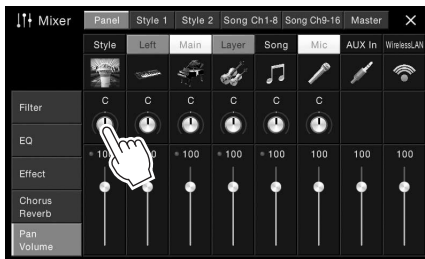 Mixer
Panel Style 1 Style 2 Song Ch1-8 Song Ch9-16 Master ×
Style Left Main Layer Song Mic AUX In WirelessLAN
Filter
C C C C C C
EQ
100 100 100 100 100 100 100
Effect
Chorus
Reverb
Pan
Volume